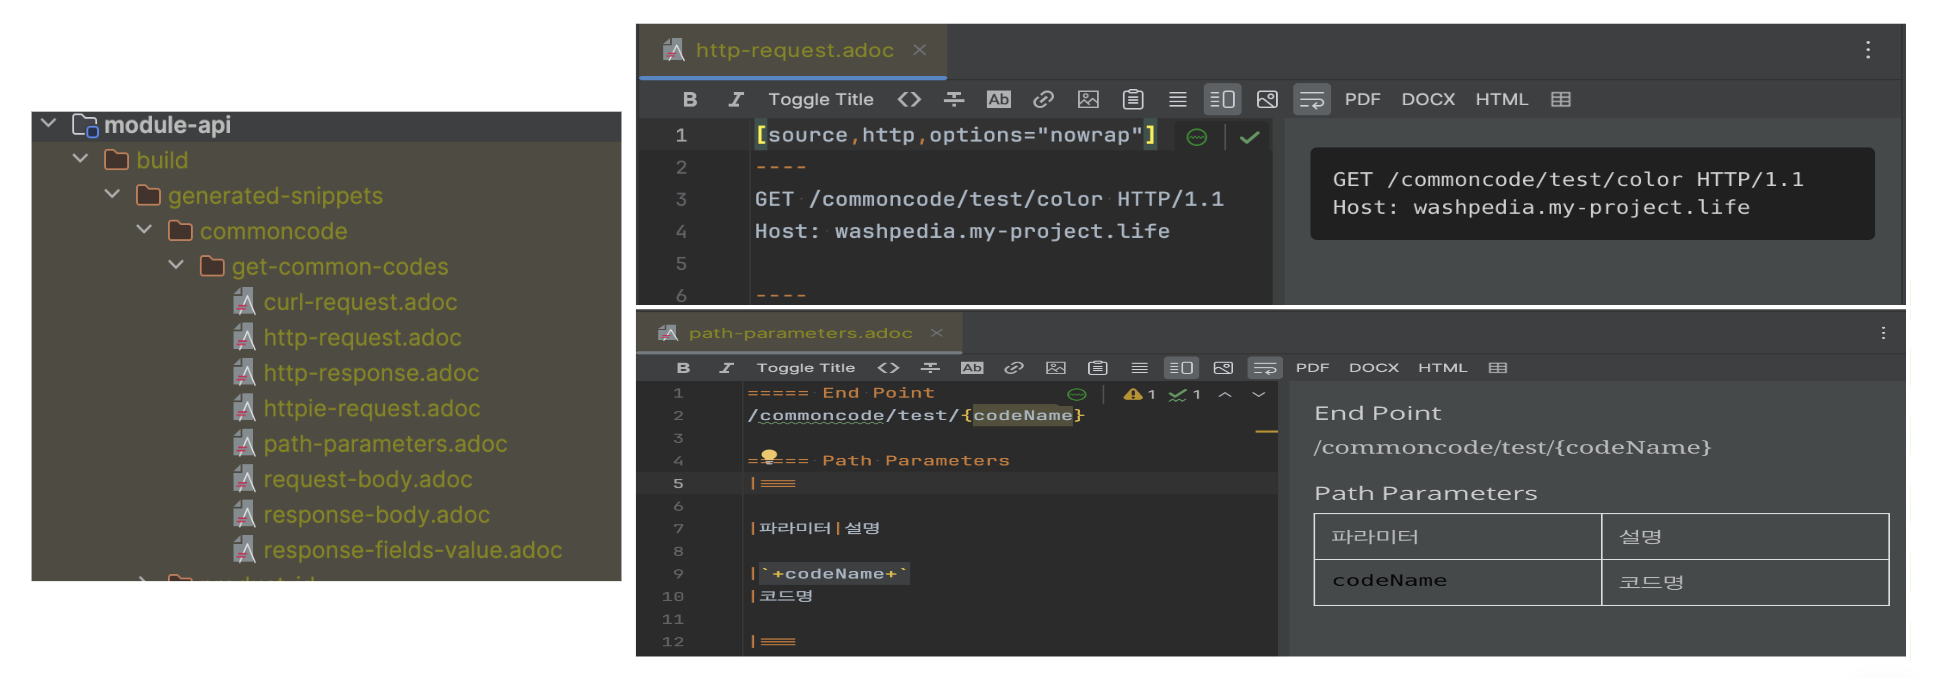 module-api
build
generated-snippets
commoncode
get-common-codes
curl-request.adoc
http-request.adoc
http-response.adoc
httpie-request.adoc
path-parameters.adoc
request-body.adoc
response-body.adoc
response-fields-value.adoc
http-request.adoc
B I Toggle Title Ab PDF DOCX HTML
1 [source,http,options="nowrap"]
2 ----
3 GET /commoncode/test/color HTTP/1.1
4 Host: washpedia.my-project.life
5
6 ----
GET /commoncode/test/color HTTP/1.1
Host: washpedia.my-project.life
path-parameters.adoc
B I Toggle Title Ab PDF DOCX HTML
1 ===== End Point
1 1
2 /commoncode/test/{codeName}
3
4 ===== Path Parameters
5 |===
6
7 |파라미터|설명
8
9 |`+codeName+`
10 |코드명
11
12 |===
End Point
/commoncode/test/{codeName}
Path Parameters
파라미터 설명
codeName 코드명